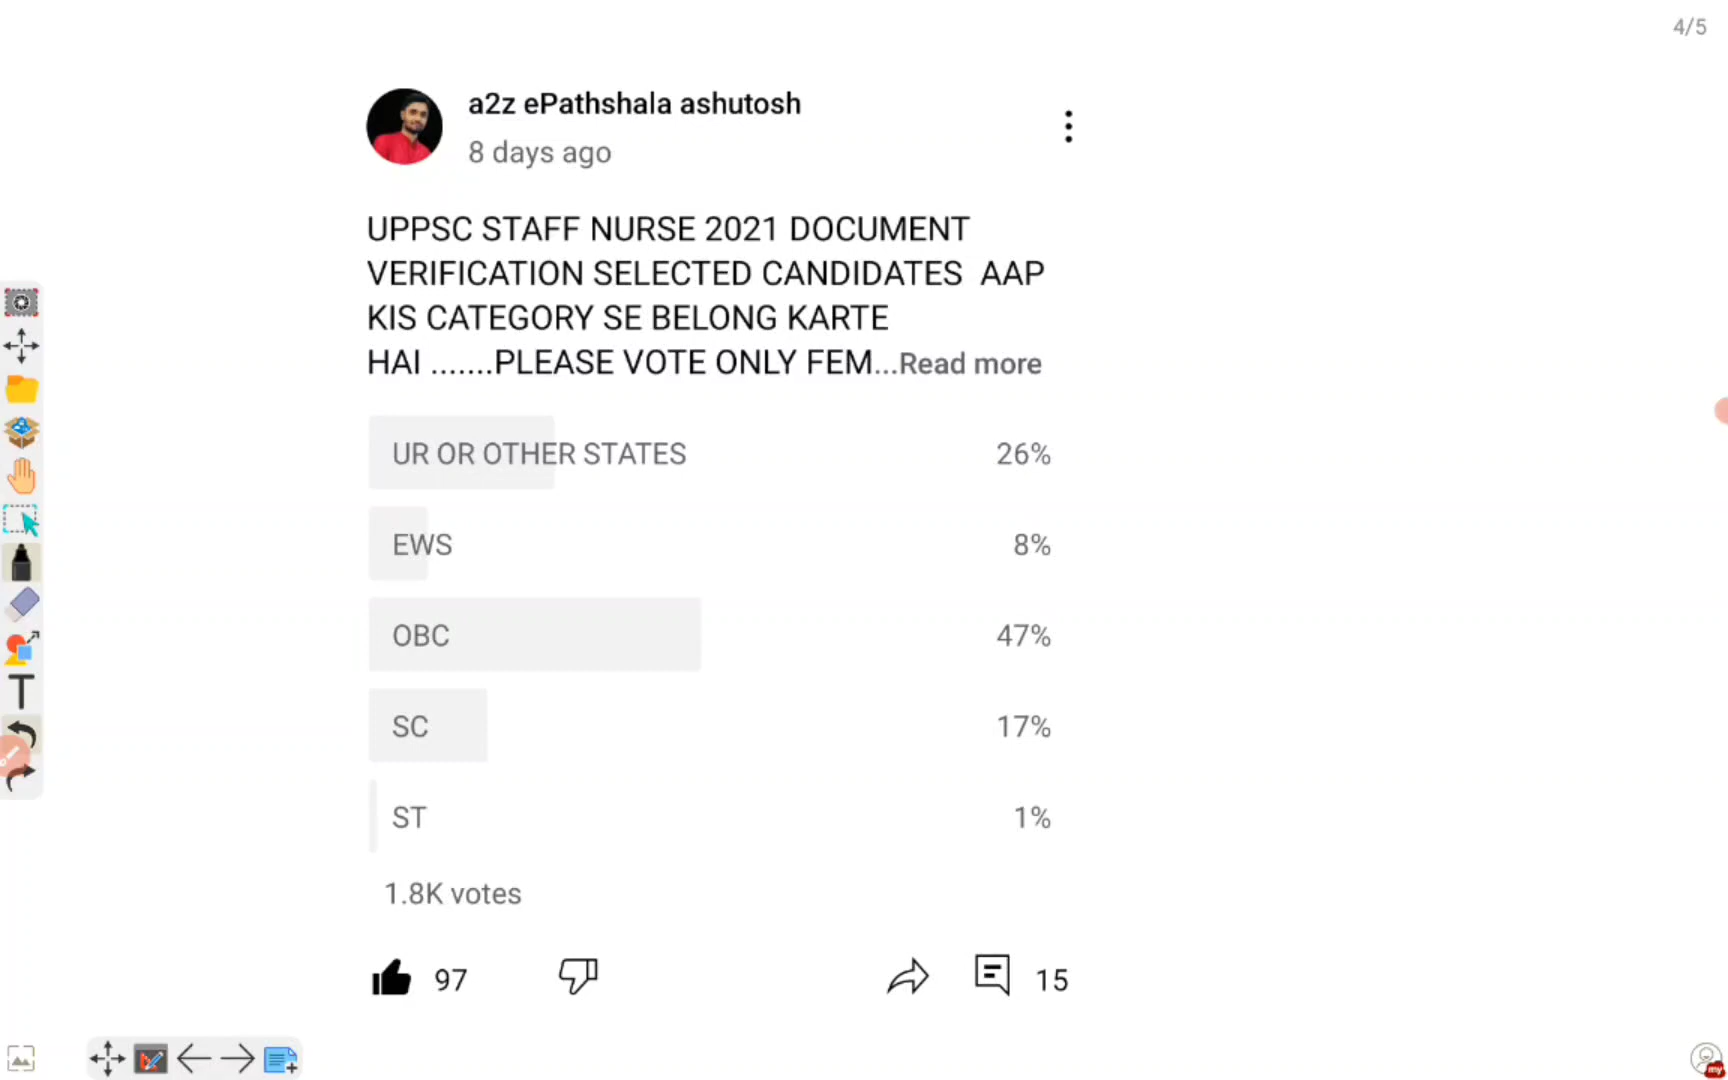 4/5
a2z ePathshala ashutosh
8 days ago
UPPSC STAFF NURSE 2021 DOCUMENT
VERIFICATION SELECTED CANDIDATES AAP
KIS CATEGORY SE BELONG KARTE
HAI .......PLEASE VOTE ONLY FEM...Read more
UR OR OTHER STATES 26%
EWS 8%
OBC 47%
SC 17%
ST 1%
1.8K votes
97 15
T
my